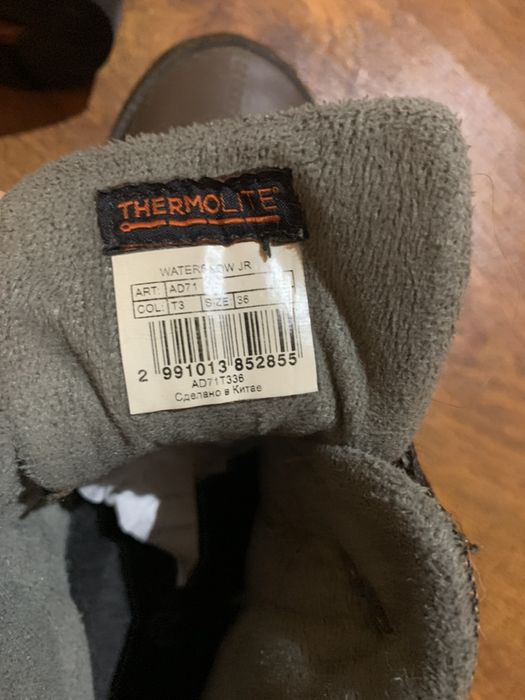 THERMOLITE®
WATERSNOW JR
ART: AD71
COL: T3 SIZE: 36
2 991013 852855
AD71T336
Сделано в Китае